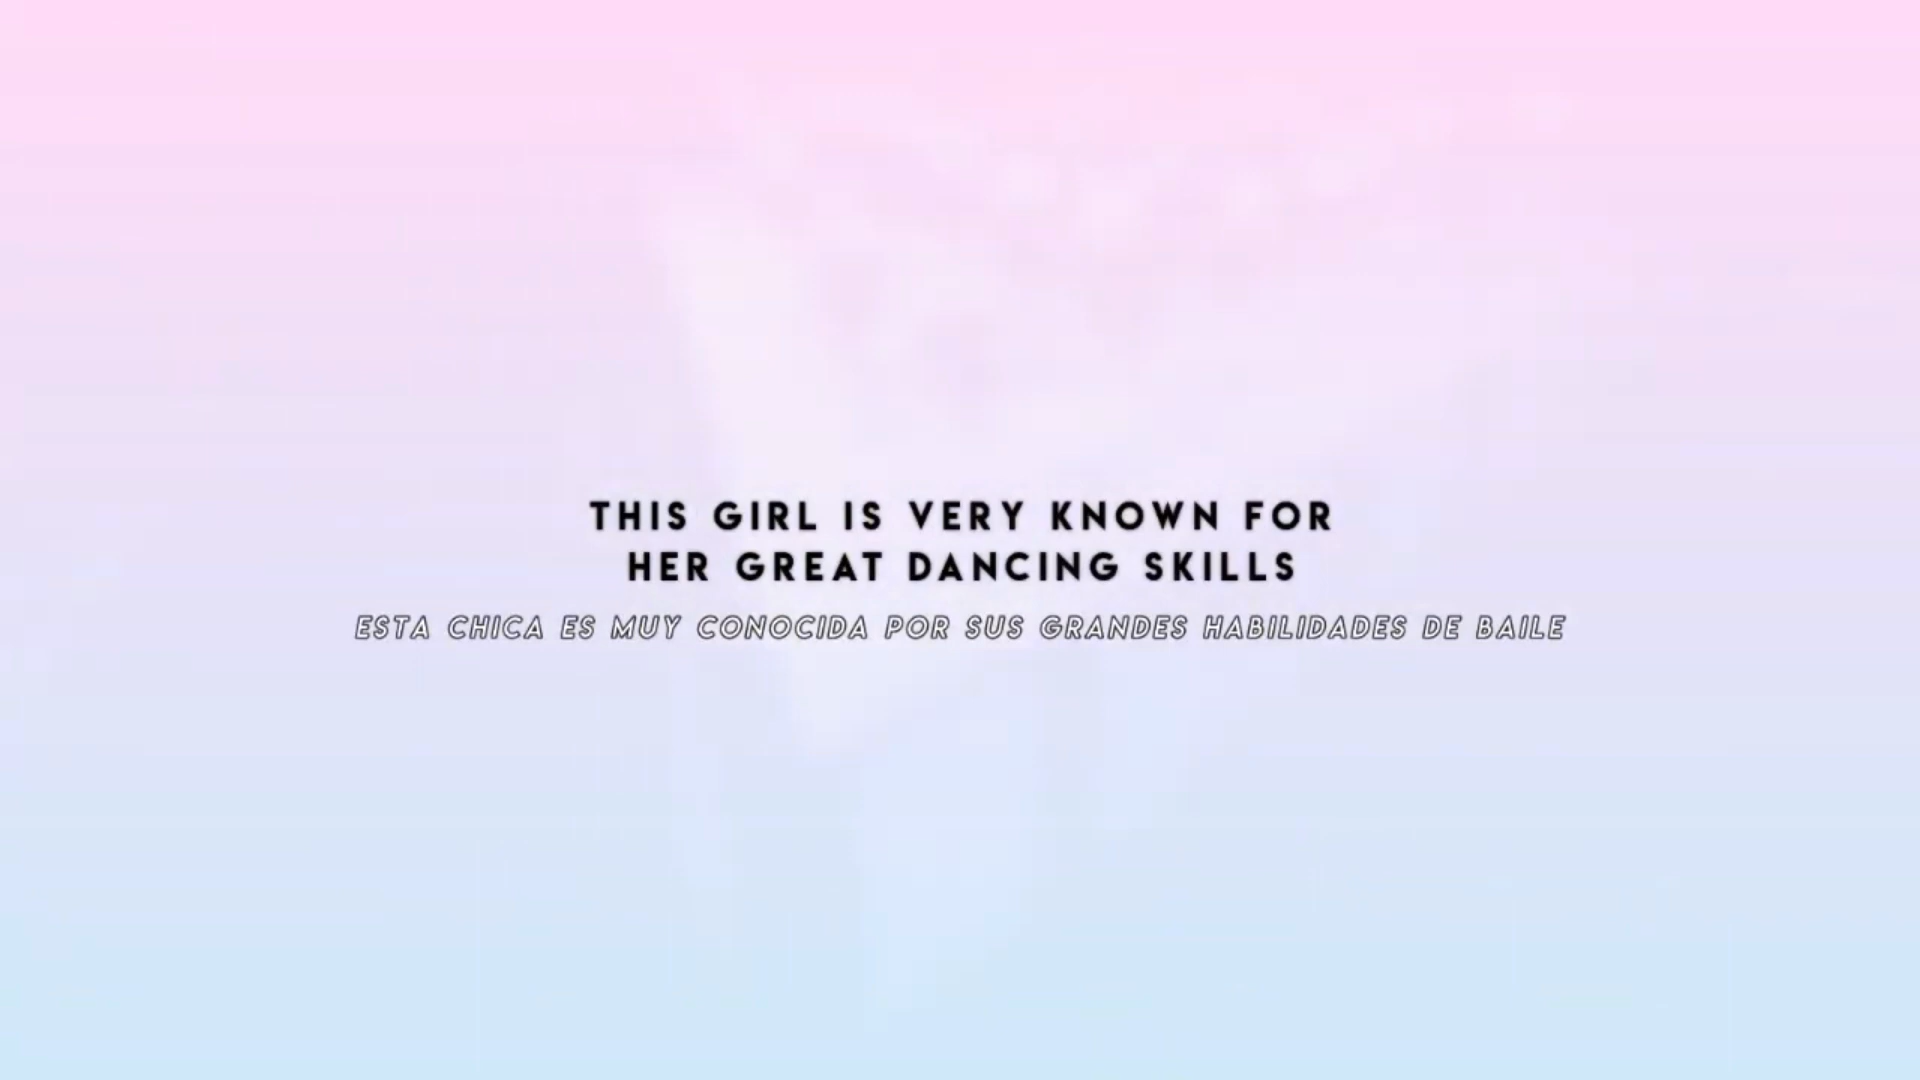 THIS GIRL IS VERY KNOWN FOR
HER GREAT DANCING SKILLS
ESTA CHICA ES MUY CONOCIDA POR SUS GRANDES HABILIDADES DE BAILE